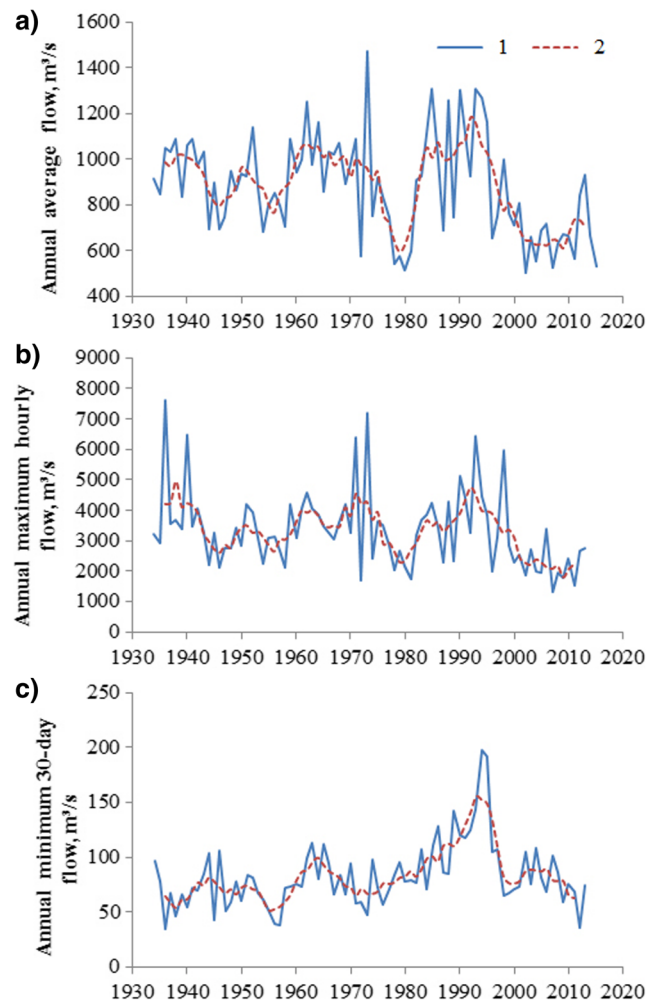 a)
Annual average flow, m³/s
1600
1400
1200
1000
800
600
400
1 2
1930 1940 1950 1960 1970 1980 1990 2000 2010 2020
b)
Annual maximum hourly
flow, m³/s
9000
8000
7000
6000
5000
4000
3000
2000
1000
0
1930 1940 1950 1960 1970 1980 1990 2000 2010 2020
c)
Annual minimum 30-day
flow, m³/s
250
200
150
100
50
0
1930 1940 1950 1960 1970 1980 1990 2000 2010 2020